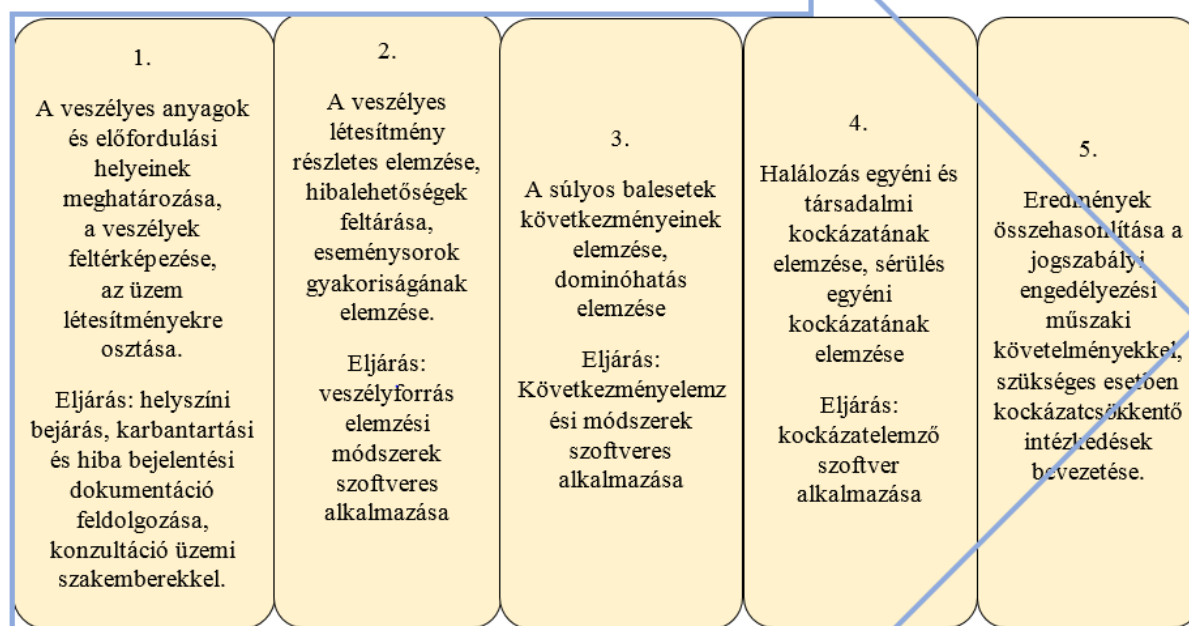 1.
A veszélyes anyagok
és előfordulási
helyeinek
meghatározása,
a veszélyek
feltérképezése,
az üzem
létesítményekre
osztása.
Eljárás: helyszíni
bejárás, karbantartási
és hiba bejelentési
dokumentáció
feldolgozása,
konzultáció üzemi
szakemberekkel.
2.
A veszélyes
létesítmény
részletes elemzése,
hibalehetőségek
feltárása,
eseménysorok
gyakoriságának
elemzése.
Eljárás:
veszélyforrás
elemzési
módszerek
szoftveres
alkalmazása
3.
A súlyos balesetek
következményeinek
elemzése,
dominóhatás
elemzése
Eljárás:
Következményelemz
ési módszerek
szoftveres
alkalmazása
4.
Halálozás egyéni és
társadalmi
kockázatának
elemzése, sérülés
egyéni
kockázatának
elemzése
Eljárás:
kockázatelemző
szoftver
alkalmazása
5.
Eredmények
összehasonlítása a
jogszabályi
engedélyezési
műszaki
követelményekkel,
szükséges esetben
kockázatcsökkentő
intézkedések
bevezetése.